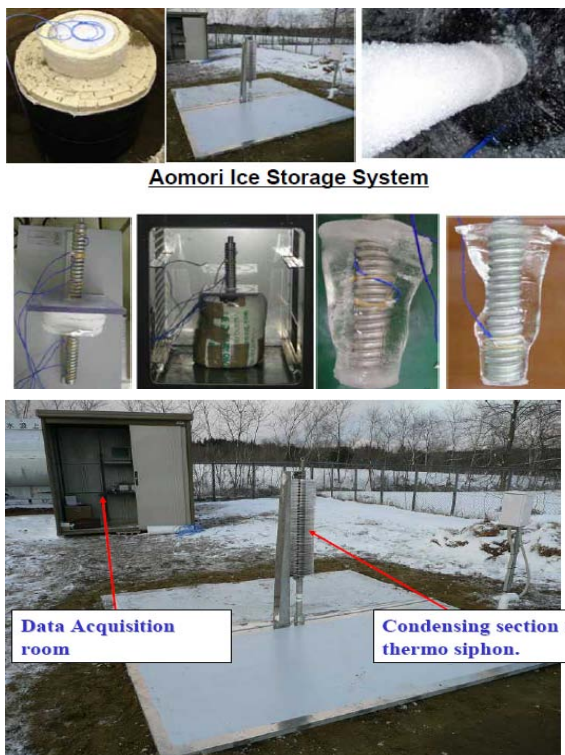 Aomori Ice Storage System
Data Acquisition
room
Condensing section
thermo siphon.